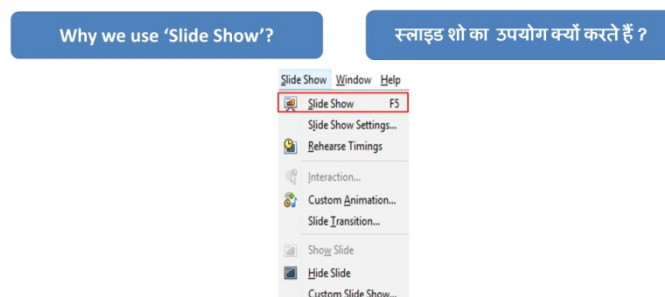 Why we use ‘Slide Show’?
स्लाइड शो का उपयोग क्यों करते हैं ?
Slide Show Window Help
Slide Show F5
Slide Show Settings...
Rehearse Timings
Interaction...
Custom Animation...
Slide Transition...
Show Slide
Hide Slide
Custom Slide Show...